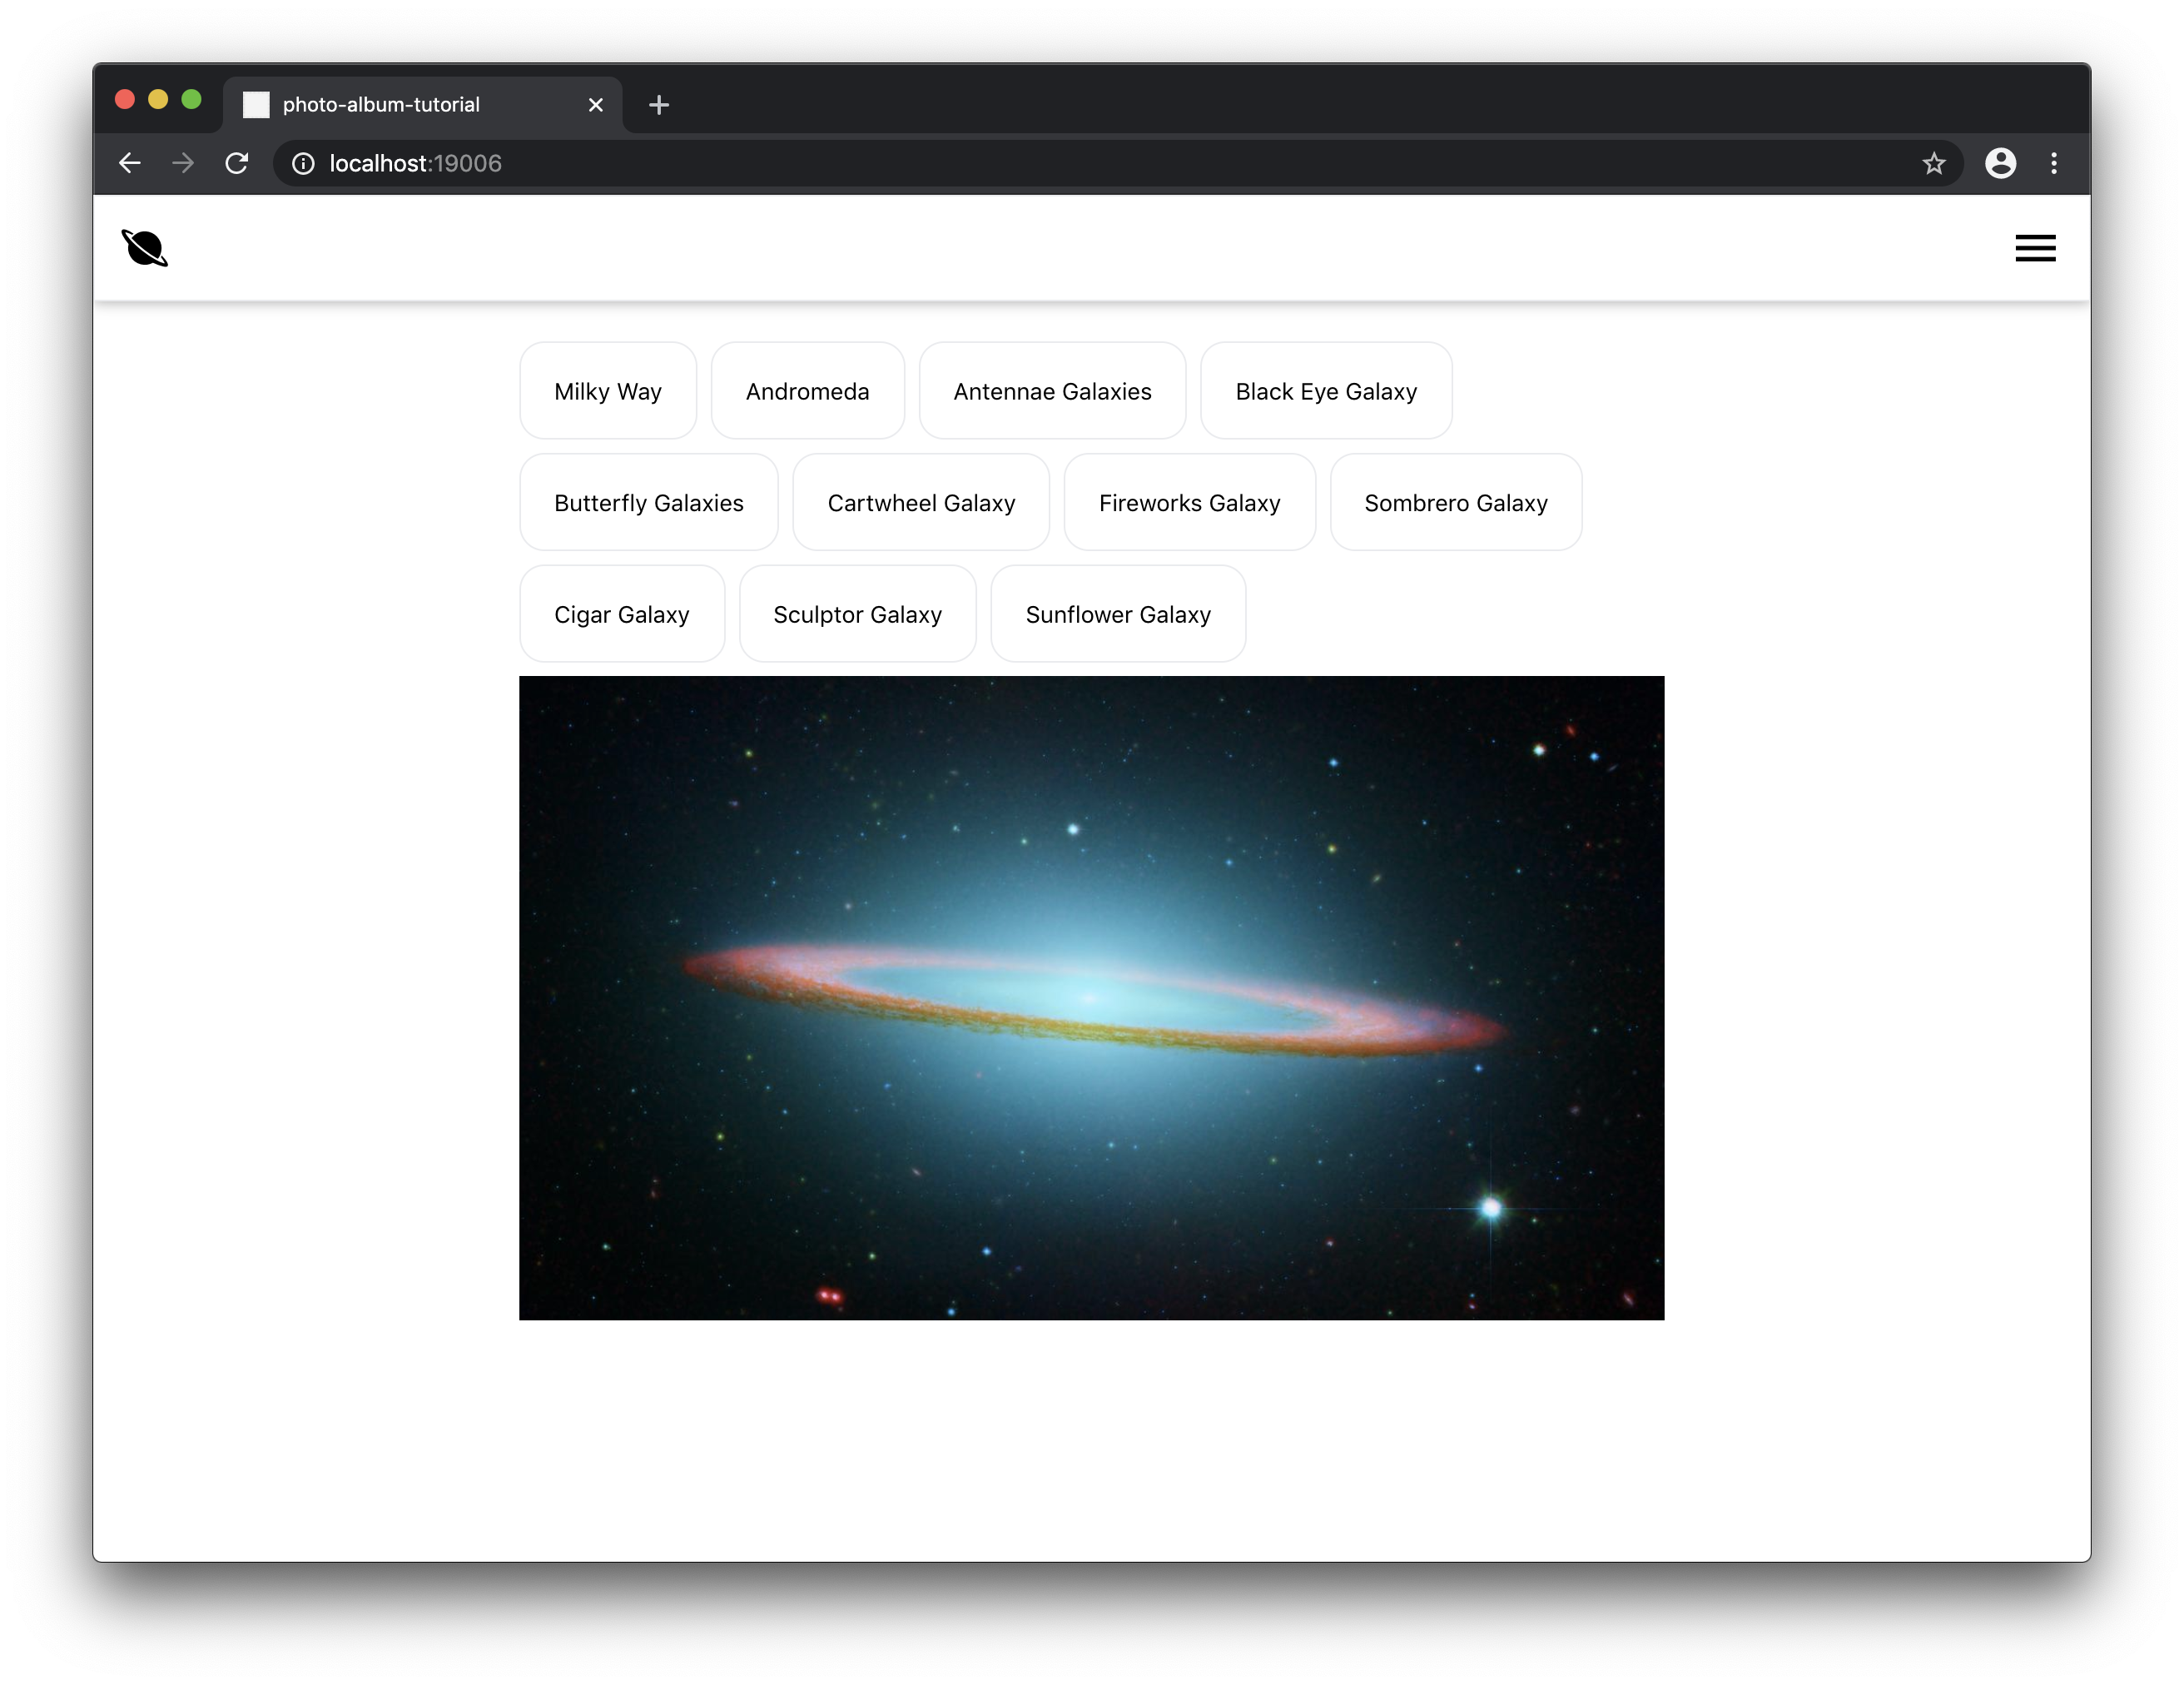 photo-album-tutorial
localhost:19006
Milky Way Andromeda Antennae Galaxies Black Eye Galaxy
Butterfly Galaxies Cartwheel Galaxy Fireworks Galaxy Sombrero Galaxy
Cigar Galaxy Sculptor Galaxy Sunflower Galaxy